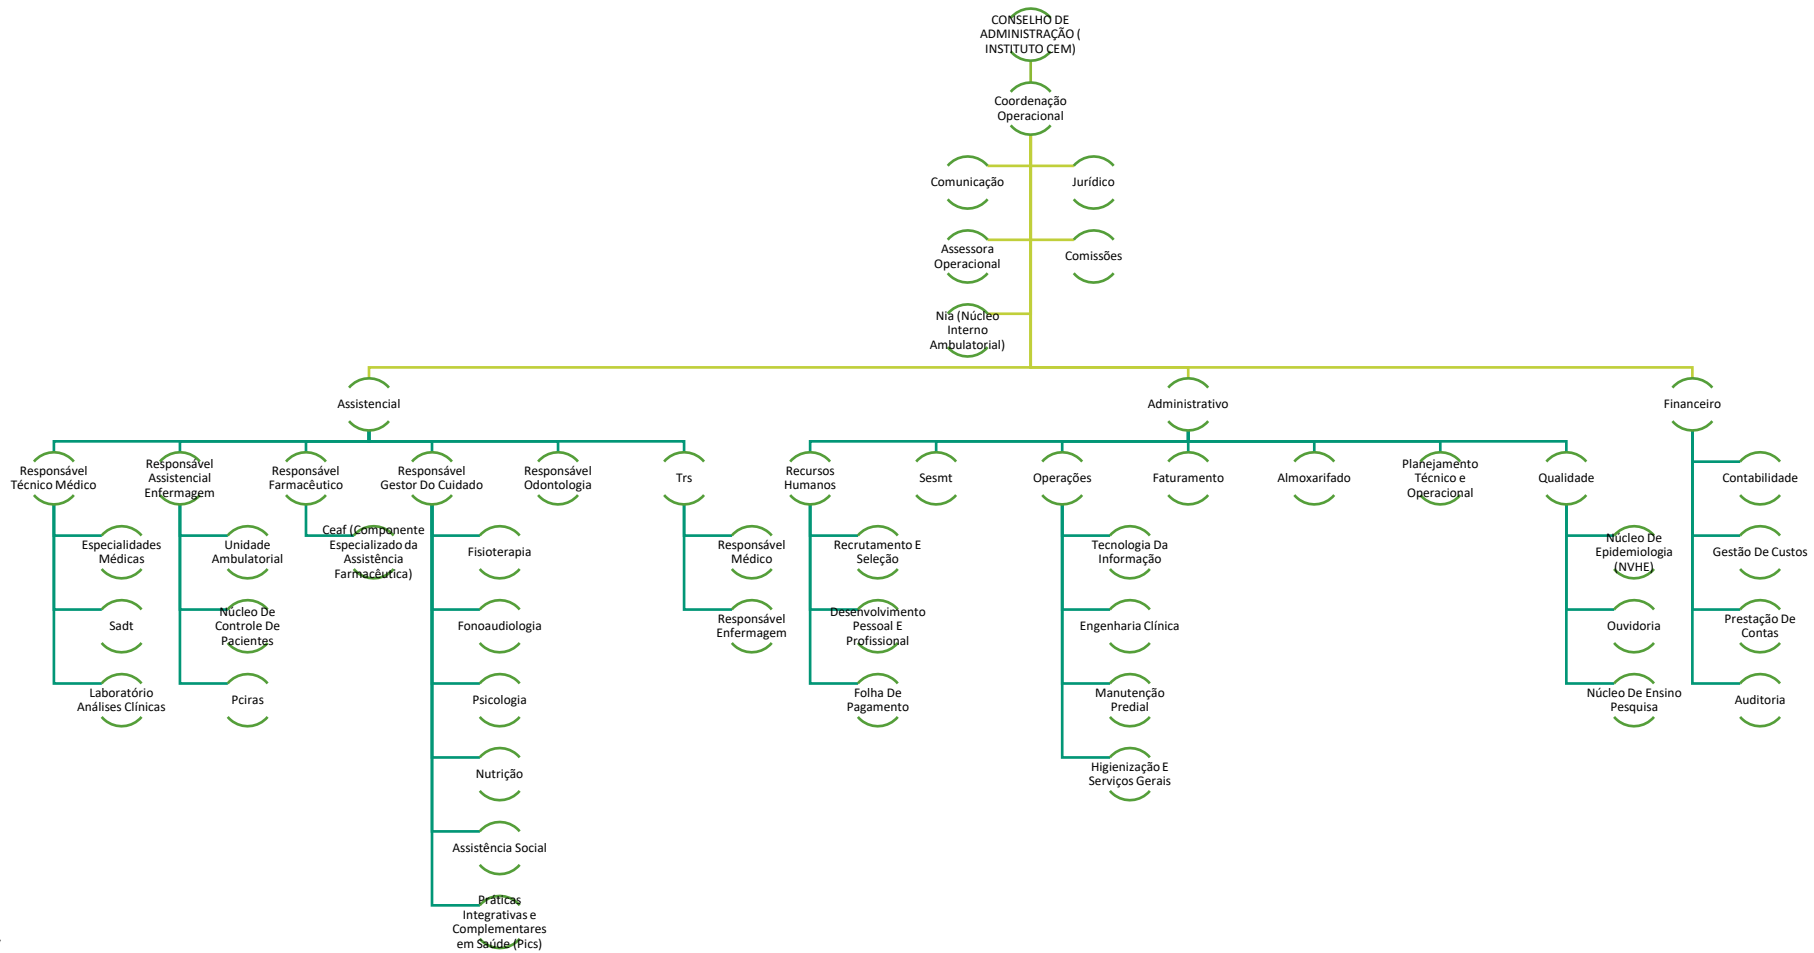 CONSELHO DE
ADMINISTRAÇÃO (
INSTITUTO CEM)
Coordenação
Operacional
Comunicação
Jurídico
Assessora
Operacional
Comissões
Nia (Núcleo
Interno
Ambulatorial)
Assistencial
Administrativo
Financeiro
Responsável
Técnico Médico
Responsável
Assistencial
Enfermagem
Responsável
Farmacêutico
Responsável
Gestor Do Cuidado
Responsável
Odontologia
Trs
Recursos
Humanos
Sesmt
Operações
Faturamento
Almoxarifado
Planejamento
Técnico e
Operacional
Qualidade
Contabilidade
Especialidades
Médicas
Unidade
Ambulatorial
Ceaf (Componente
Especializado da
Assistência
Farmacêutica)
Fisioterapia
Responsável
Médico
Recrutamento E
Seleção
Tecnologia Da
Informação
Núcleo De
Epidemiologia
(NVHE)
Gestão De Custos
Sadt
Núcleo De
Controle De
Pacientes
Fonoaudiologia
Responsável
Enfermagem
Desenvolvimento
Pessoal E
Profissional
Engenharia Clínica
Ouvidoria
Prestação De
Contas
Laboratório
Análises Clínicas
Pciras
Psicologia
Folha De
Pagamento
Manutenção
Predial
Núcleo De Ensino
Pesquisa
Auditoria
Nutrição
Higienização E
Serviços Gerais
Assistência Social
Práticas
Integrativas e
Complementares
em Saúde (Pics)